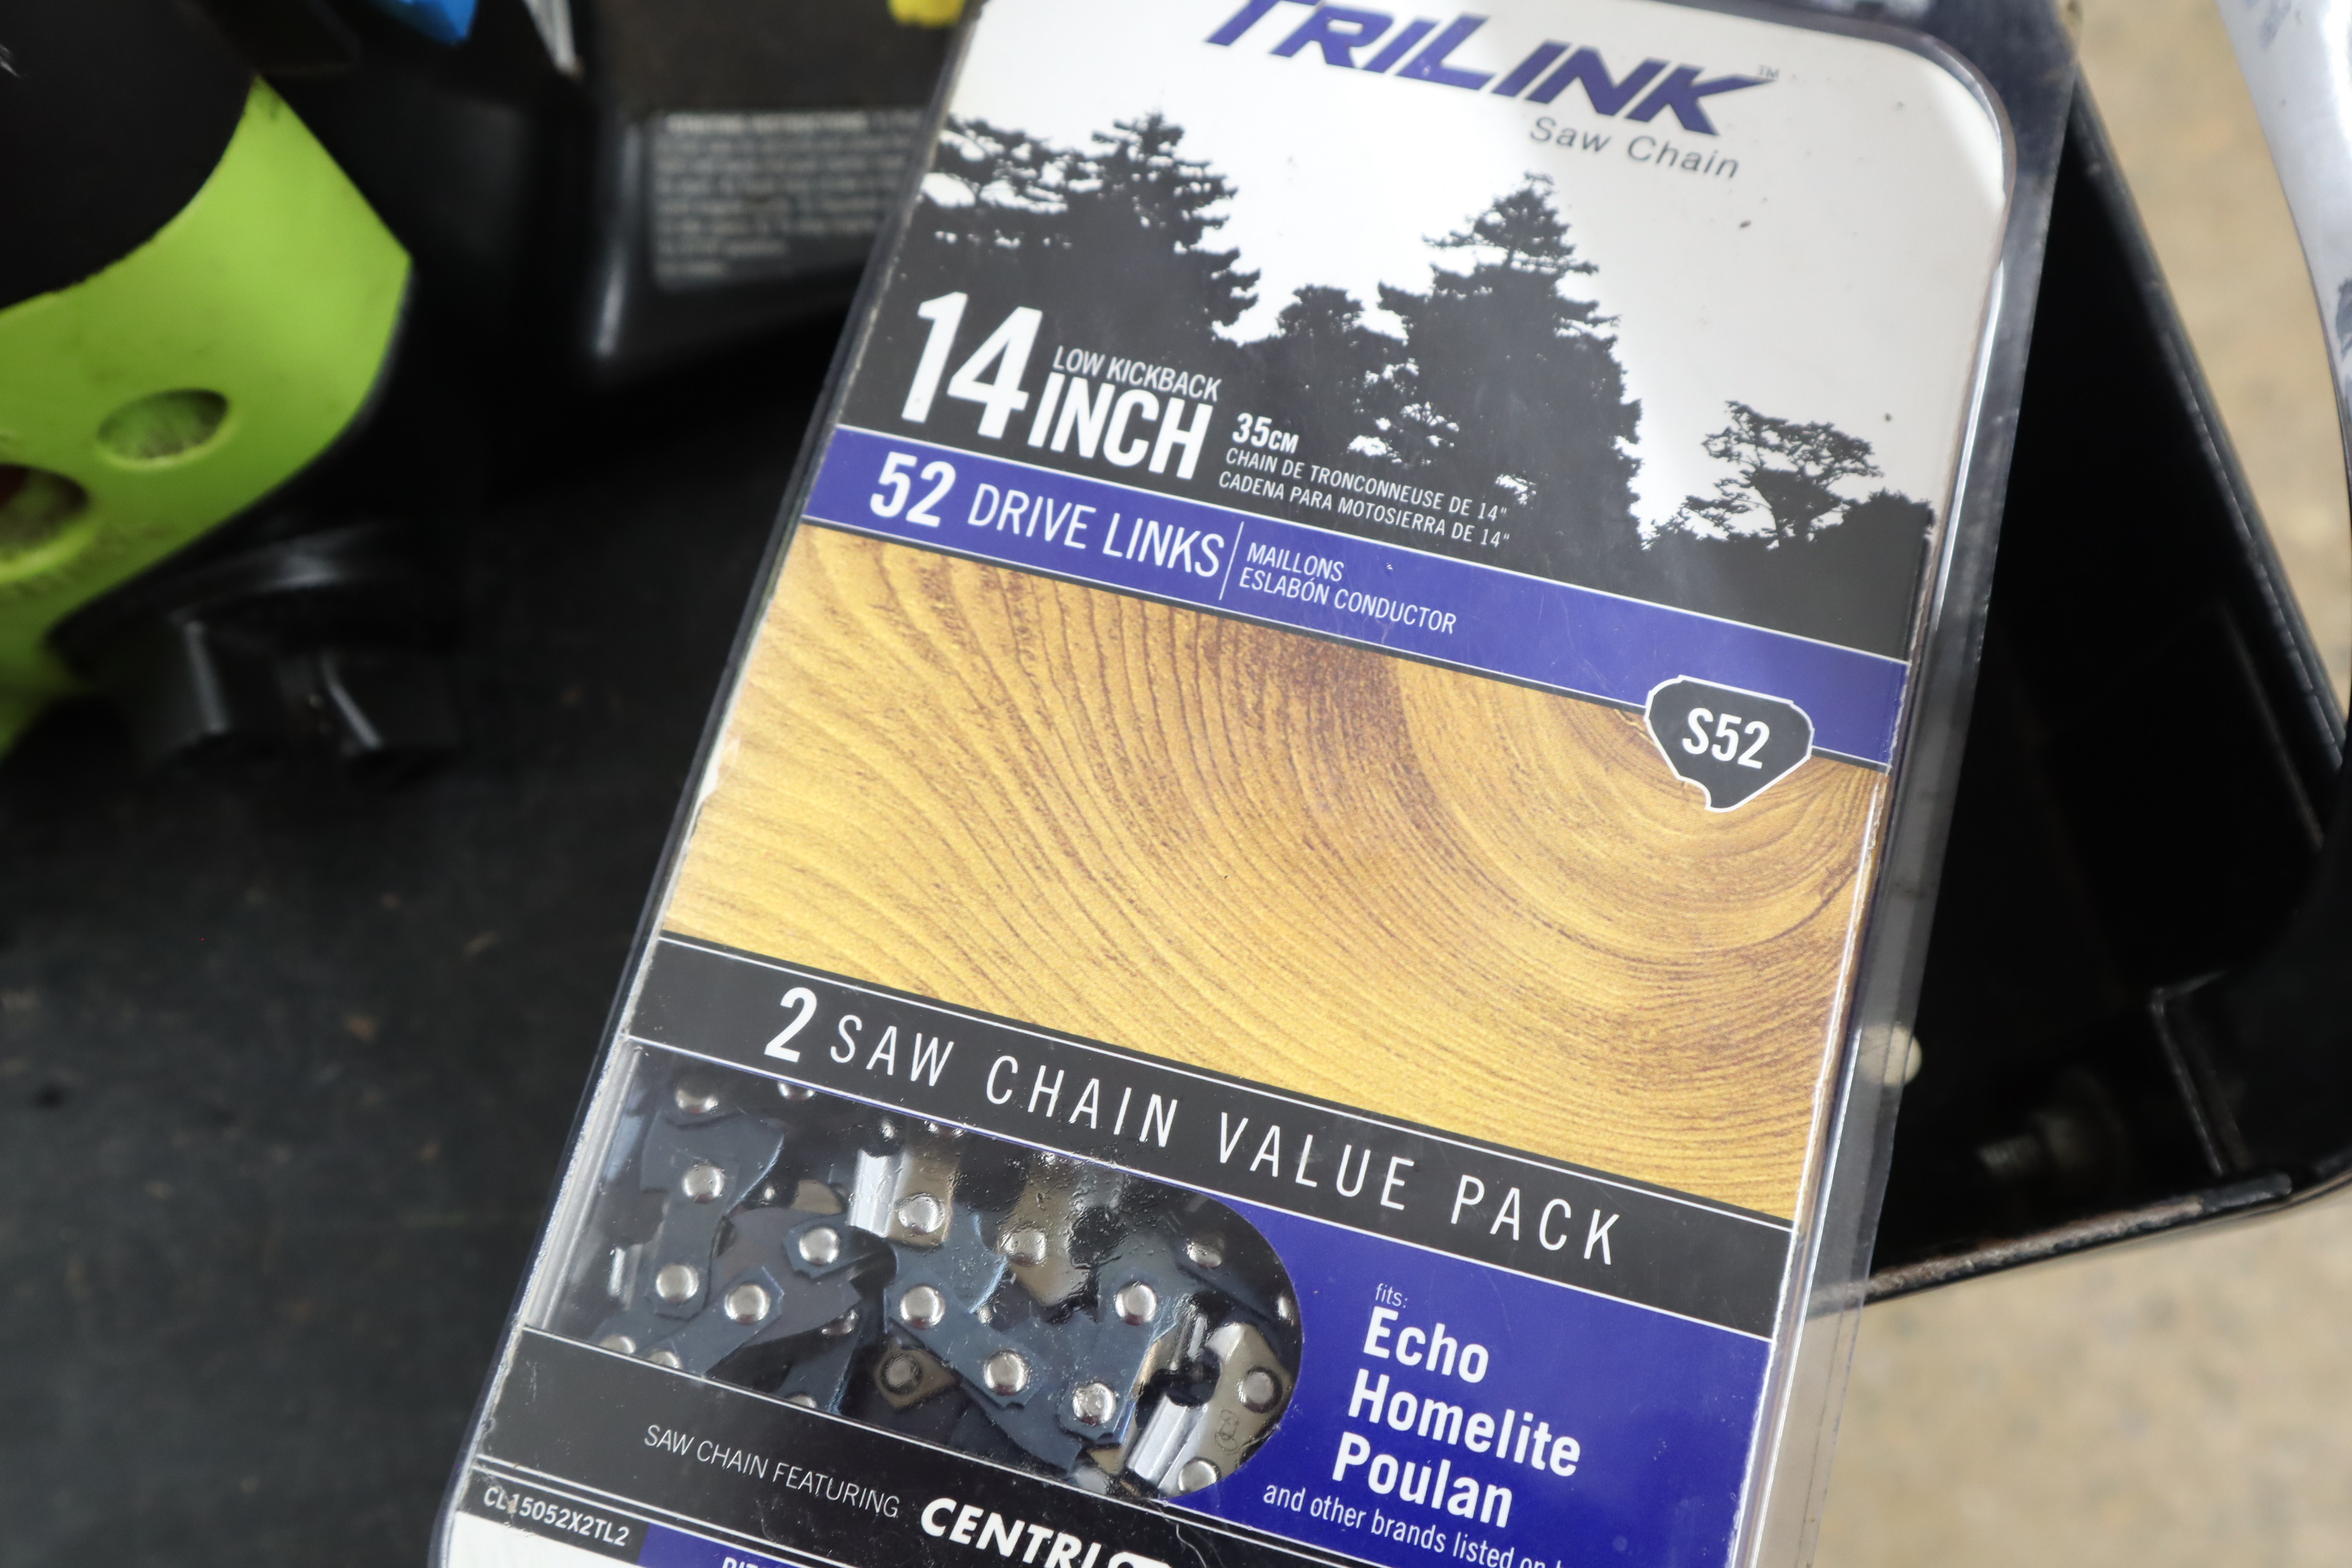 TRILINK™
Saw Chain
14 LOW KICKBACK
INCH
35CM
CHAIN DE TRONCONNEUSE DE 14"
CADENA PARA MOTOSIERRA DE 14"
52 DRIVE LINKS
MAILLONS
ESLABÓN CONDUCTOR
S52
2 SAW CHAIN VALUE PACK
fits:
Echo
Homelite
Poulan
and other brands listed on
SAW CHAIN FEATURING
CL15052X2TL2